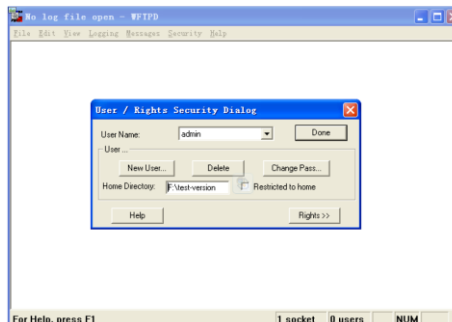 No log file open - WFTPD
File Edit View Logging Messages Security Help
User / Rights Security Dialog
User Name: admin Done
User ...
New User... Delete Change Pass...
Home Directory: F:\test-version Restricted to home
Help Rights >>
For Help, press F1 1 socket 0 users NUM